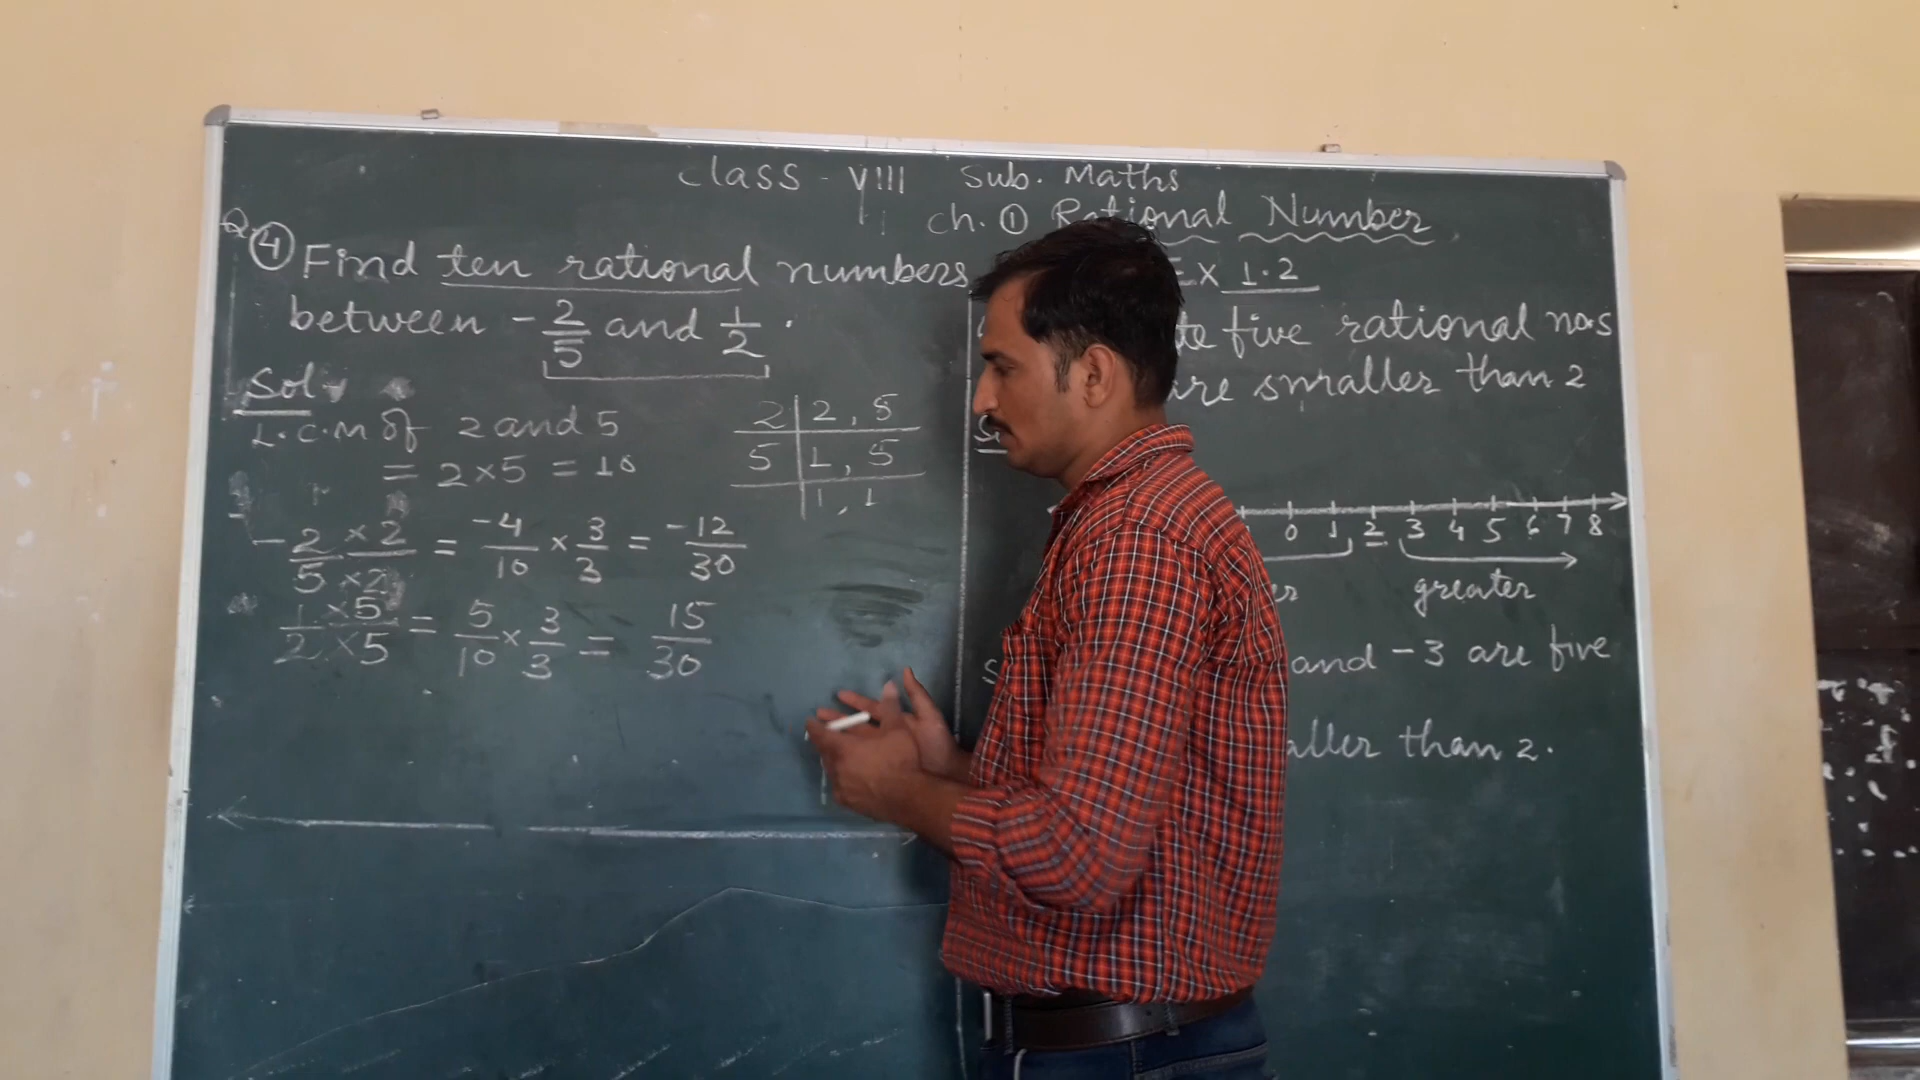 Class - VIII Sub. Maths
Ch. ① Rational Number
Q. ④ Find ten rational numbers
between -2/5 and 1/2.
Sol
L.C.M of 2 and 5
= 2×5 = 10
2 | 2, 5
5 | 1, 5
1, 1
-2/5 ×2/×2 = -4/10 × 3/3 = -12/30
1/2 ×5/×5 = 5/10 × 3/3 = 15/30
EX 1.2
five rational nos
are smaller than 2
0 1 2 3 4 5 6 7 8
greater
and -3 are five
than 2.